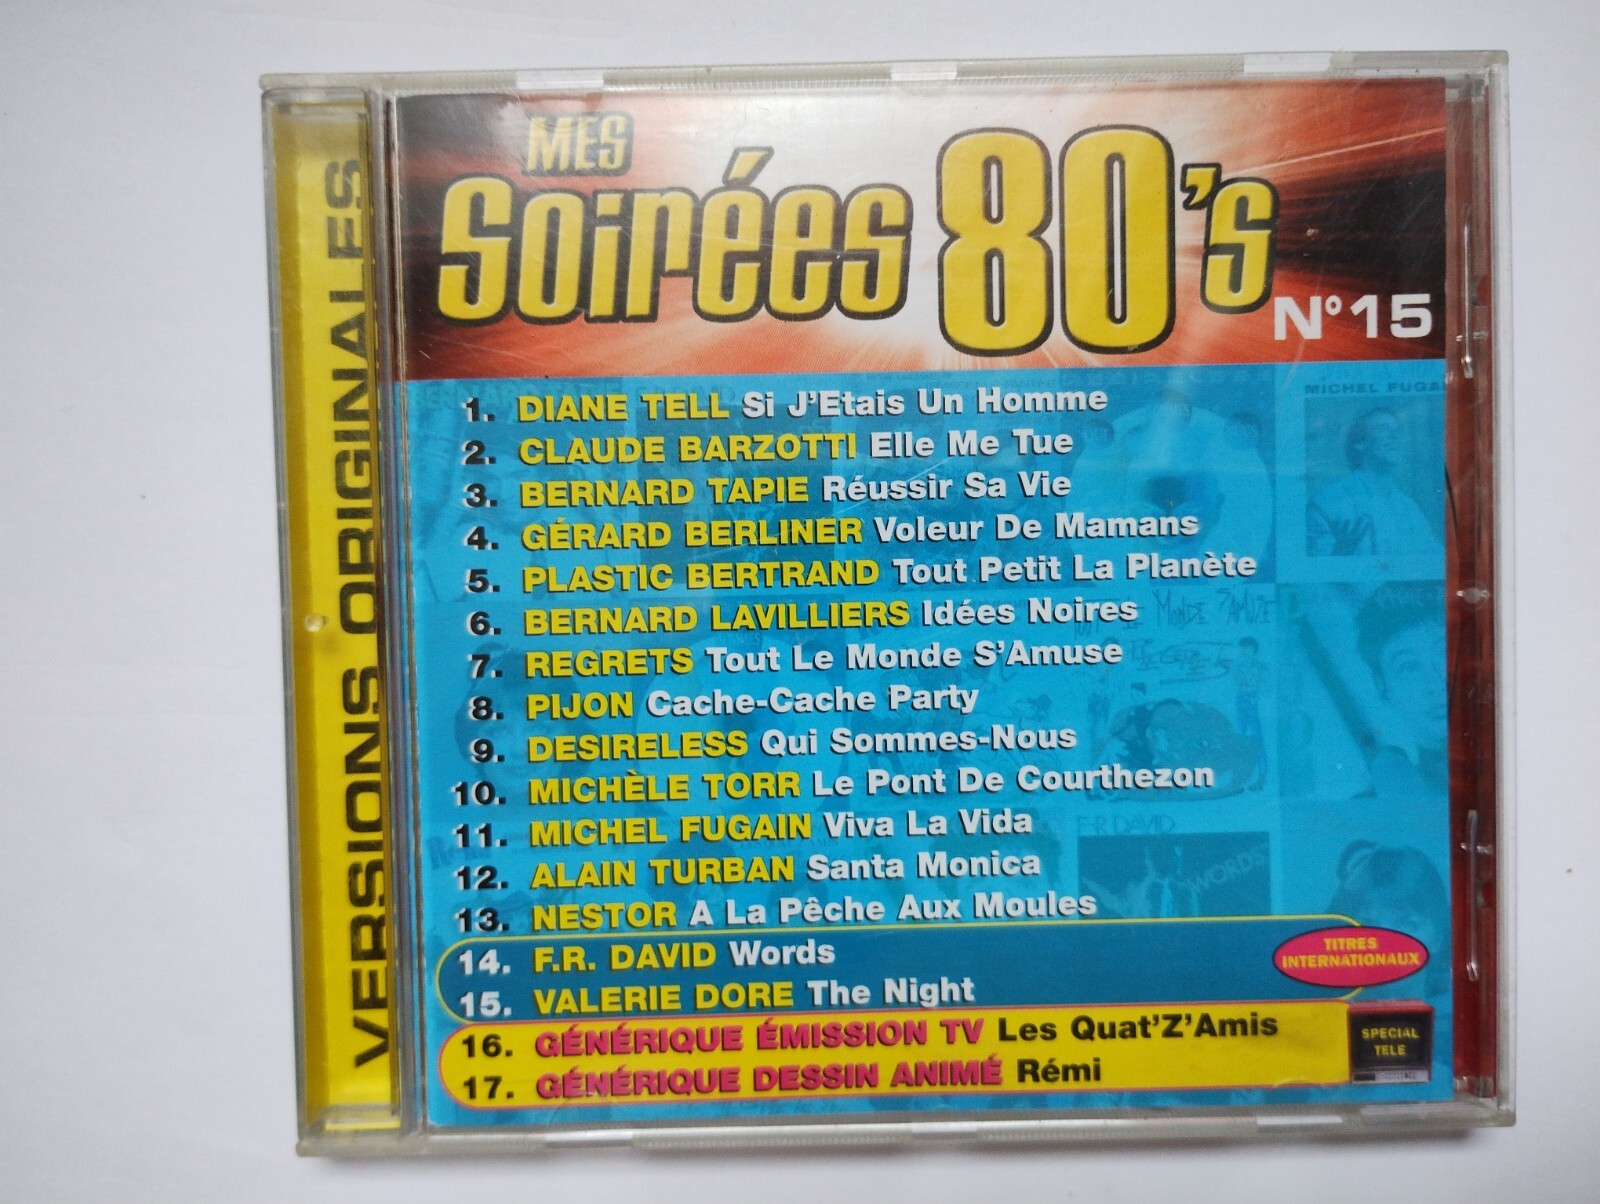 VERSIONS ORIGINALES
MES
Soirées 80's
N°15
MICHEL FUGAI
1. DIANE TELL Si J'Etais Un Homme
2. CLAUDE BARZOTTI Elle Me Tue
3. BERNARD TAPIE Réussir Sa Vie
4. GÉRARD BERLINER Voleur De Mamans
5. PLASTIC BERTRAND Tout Petit La Planète
6. BERNARD LAVILLIERS Idées Noires
7. REGRETS Tout Le Monde S'Amuse
8. PIJON Cache-Cache Party
9. DESIRELESS Qui Sommes-Nous
10. MICHÈLE TORR Le Pont De Courthezon
11. MICHEL FUGAIN Viva La Vida
F.R. DAVID
12. ALAIN TURBAN Santa Monica
WORDS
13. NESTOR A La Pêche Aux Moules
14. F.R. DAVID Words
15. VALERIE DORE The Night
TITRES
INTERNATIONAUX
16. GÉNÉRIQUE ÉMISSION TV Les Quat'Z'Amis
17. GÉNÉRIQUE DESSIN ANIMÉ Rémi
SPECIAL
TELE